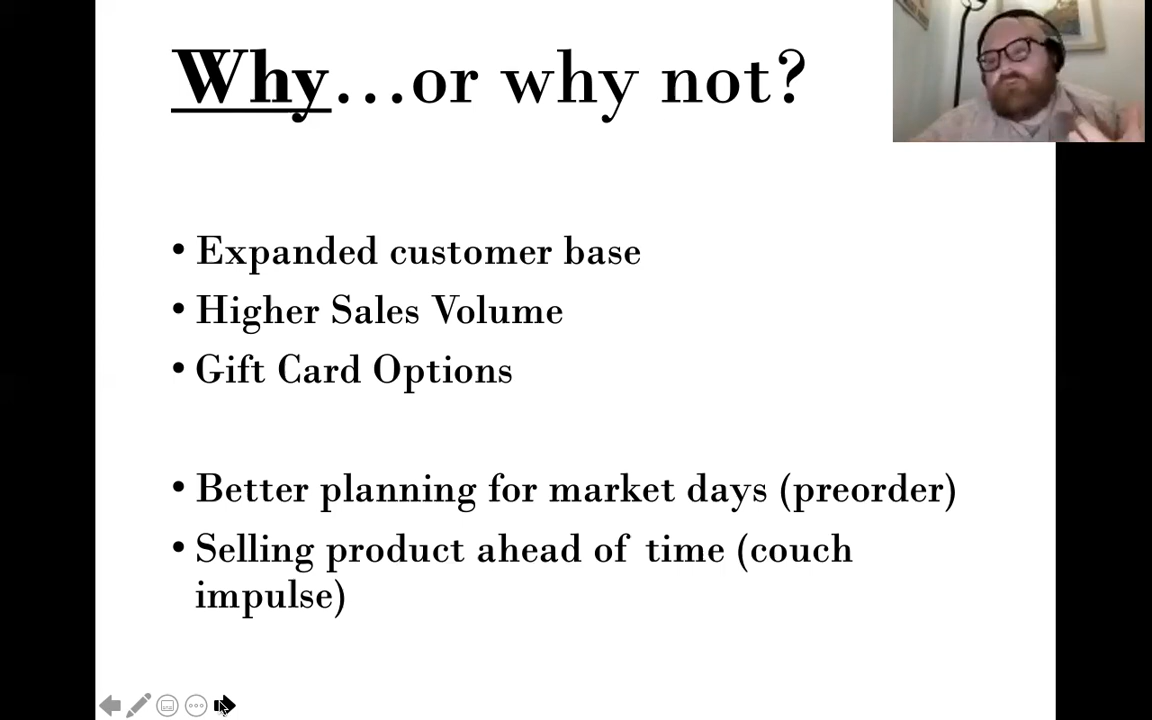 Why...or why not?
• Expanded customer base
• Higher Sales Volume
• Gift Card Options
• Better planning for market days (preorder)
• Selling product ahead of time (couch
impulse)